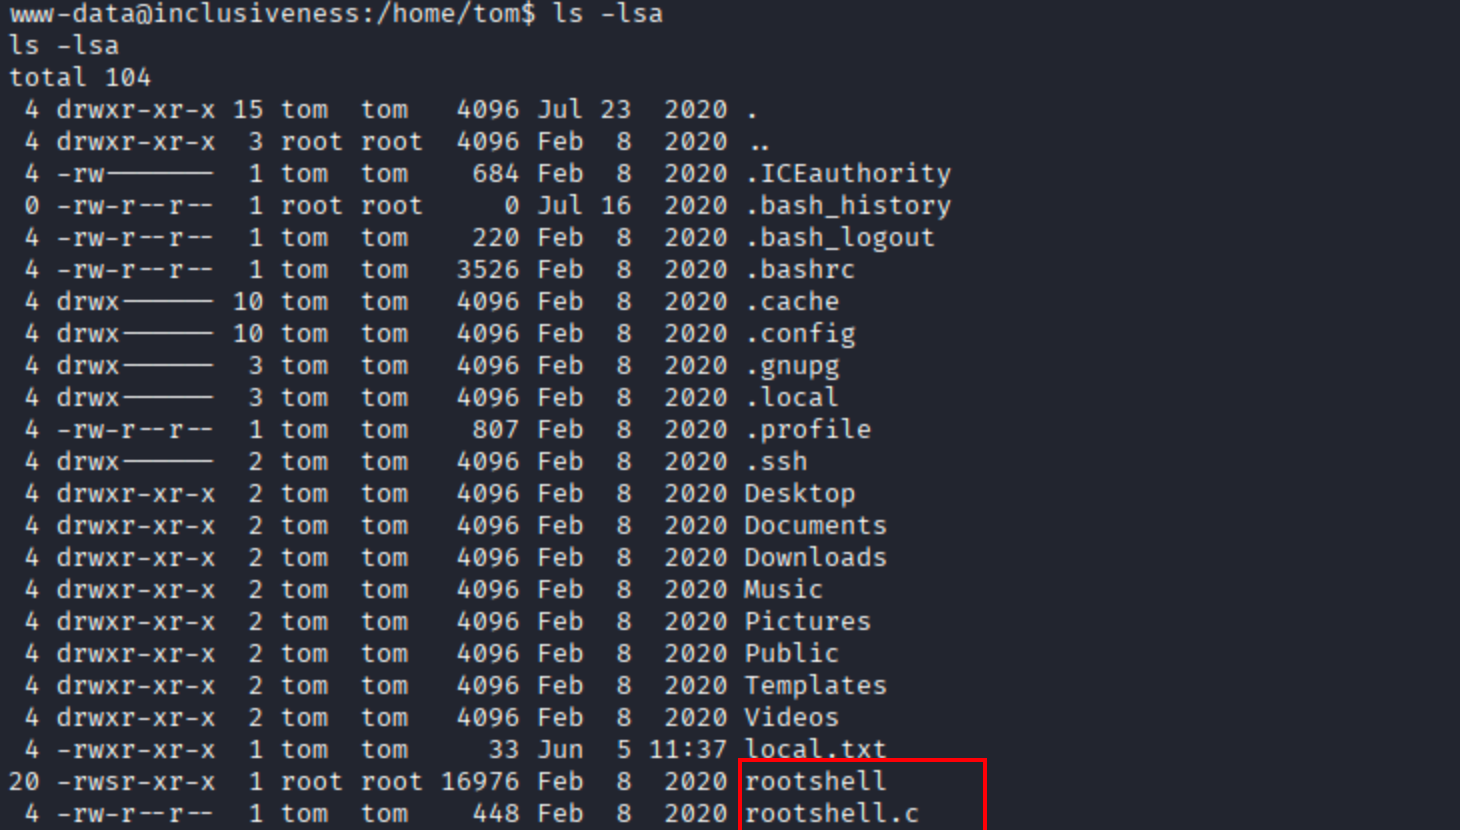 www-data@inclusiveness:/home/tom$ ls -lsa
ls -lsa
total 104
 4 drwxr-xr-x 15 tom  tom   4096 Jul 23  2020 .
 4 drwxr-xr-x  3 root root  4096 Feb  8  2020 ..
 4 -rw-------  1 tom  tom    684 Feb  8  2020 .ICEauthority
 0 -rw-r--r--  1 root root     0 Jul 16  2020 .bash_history
 4 -rw-r--r--  1 tom  tom    220 Feb  8  2020 .bash_logout
 4 -rw-r--r--  1 tom  tom   3526 Feb  8  2020 .bashrc
 4 drwx------ 10 tom  tom   4096 Feb  8  2020 .cache
 4 drwx------ 10 tom  tom   4096 Feb  8  2020 .config
 4 drwx------  3 tom  tom   4096 Feb  8  2020 .gnupg
 4 drwx------  3 tom  tom   4096 Feb  8  2020 .local
 4 -rw-r--r--  1 tom  tom    807 Feb  8  2020 .profile
 4 drwx------  2 tom  tom   4096 Feb  8  2020 .ssh
 4 drwxr-xr-x  2 tom  tom   4096 Feb  8  2020 Desktop
 4 drwxr-xr-x  2 tom  tom   4096 Feb  8  2020 Documents
 4 drwxr-xr-x  2 tom  tom   4096 Feb  8  2020 Downloads
 4 drwxr-xr-x  2 tom  tom   4096 Feb  8  2020 Music
 4 drwxr-xr-x  2 tom  tom   4096 Feb  8  2020 Pictures
 4 drwxr-xr-x  2 tom  tom   4096 Feb  8  2020 Public
 4 drwxr-xr-x  2 tom  tom   4096 Feb  8  2020 Templates
 4 drwxr-xr-x  2 tom  tom   4096 Feb  8  2020 Videos
 4 -rwxr-xr-x  1 tom  tom     33 Jun  5 11:37 local.txt
20 -rwsr-xr-x  1 root root 16976 Feb  8  2020 rootshell
 4 -rw-r--r--  1 tom  tom    448 Feb  8  2020 rootshell.c